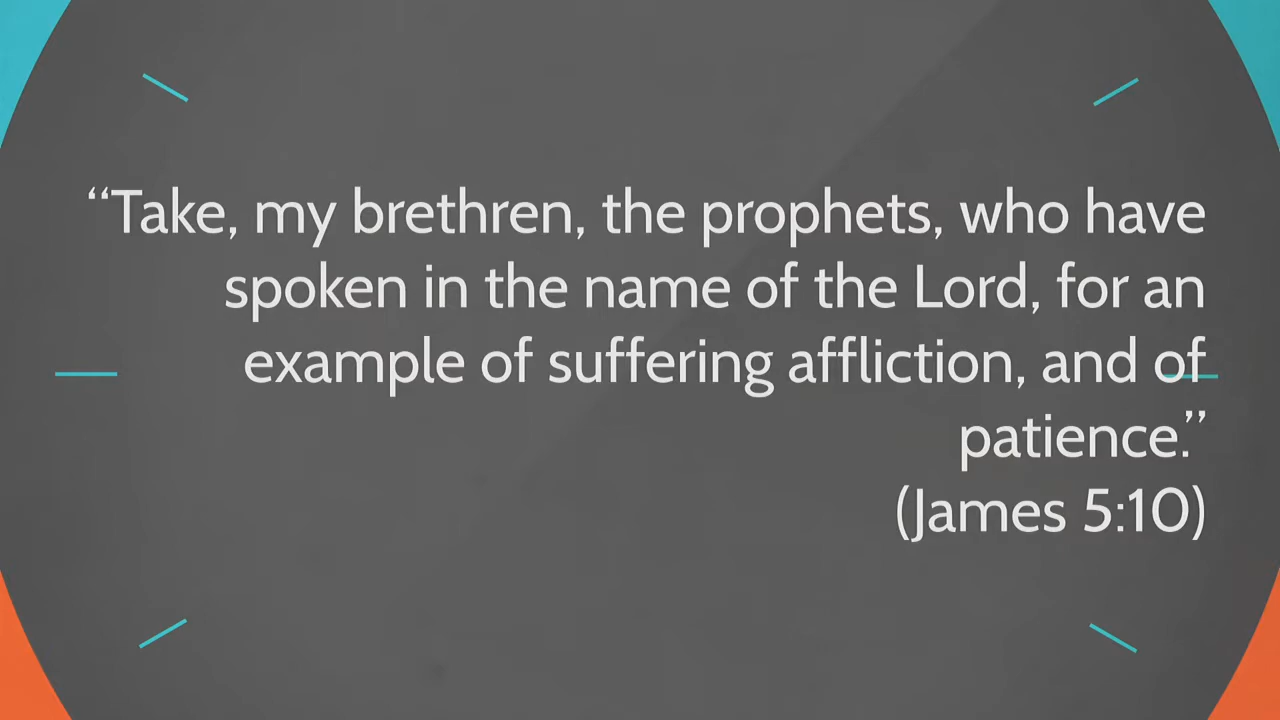 “Take, my brethren, the prophets, who have
spoken in the name of the Lord, for an
example of suffering affliction, and of
patience.”
(James 5:10)